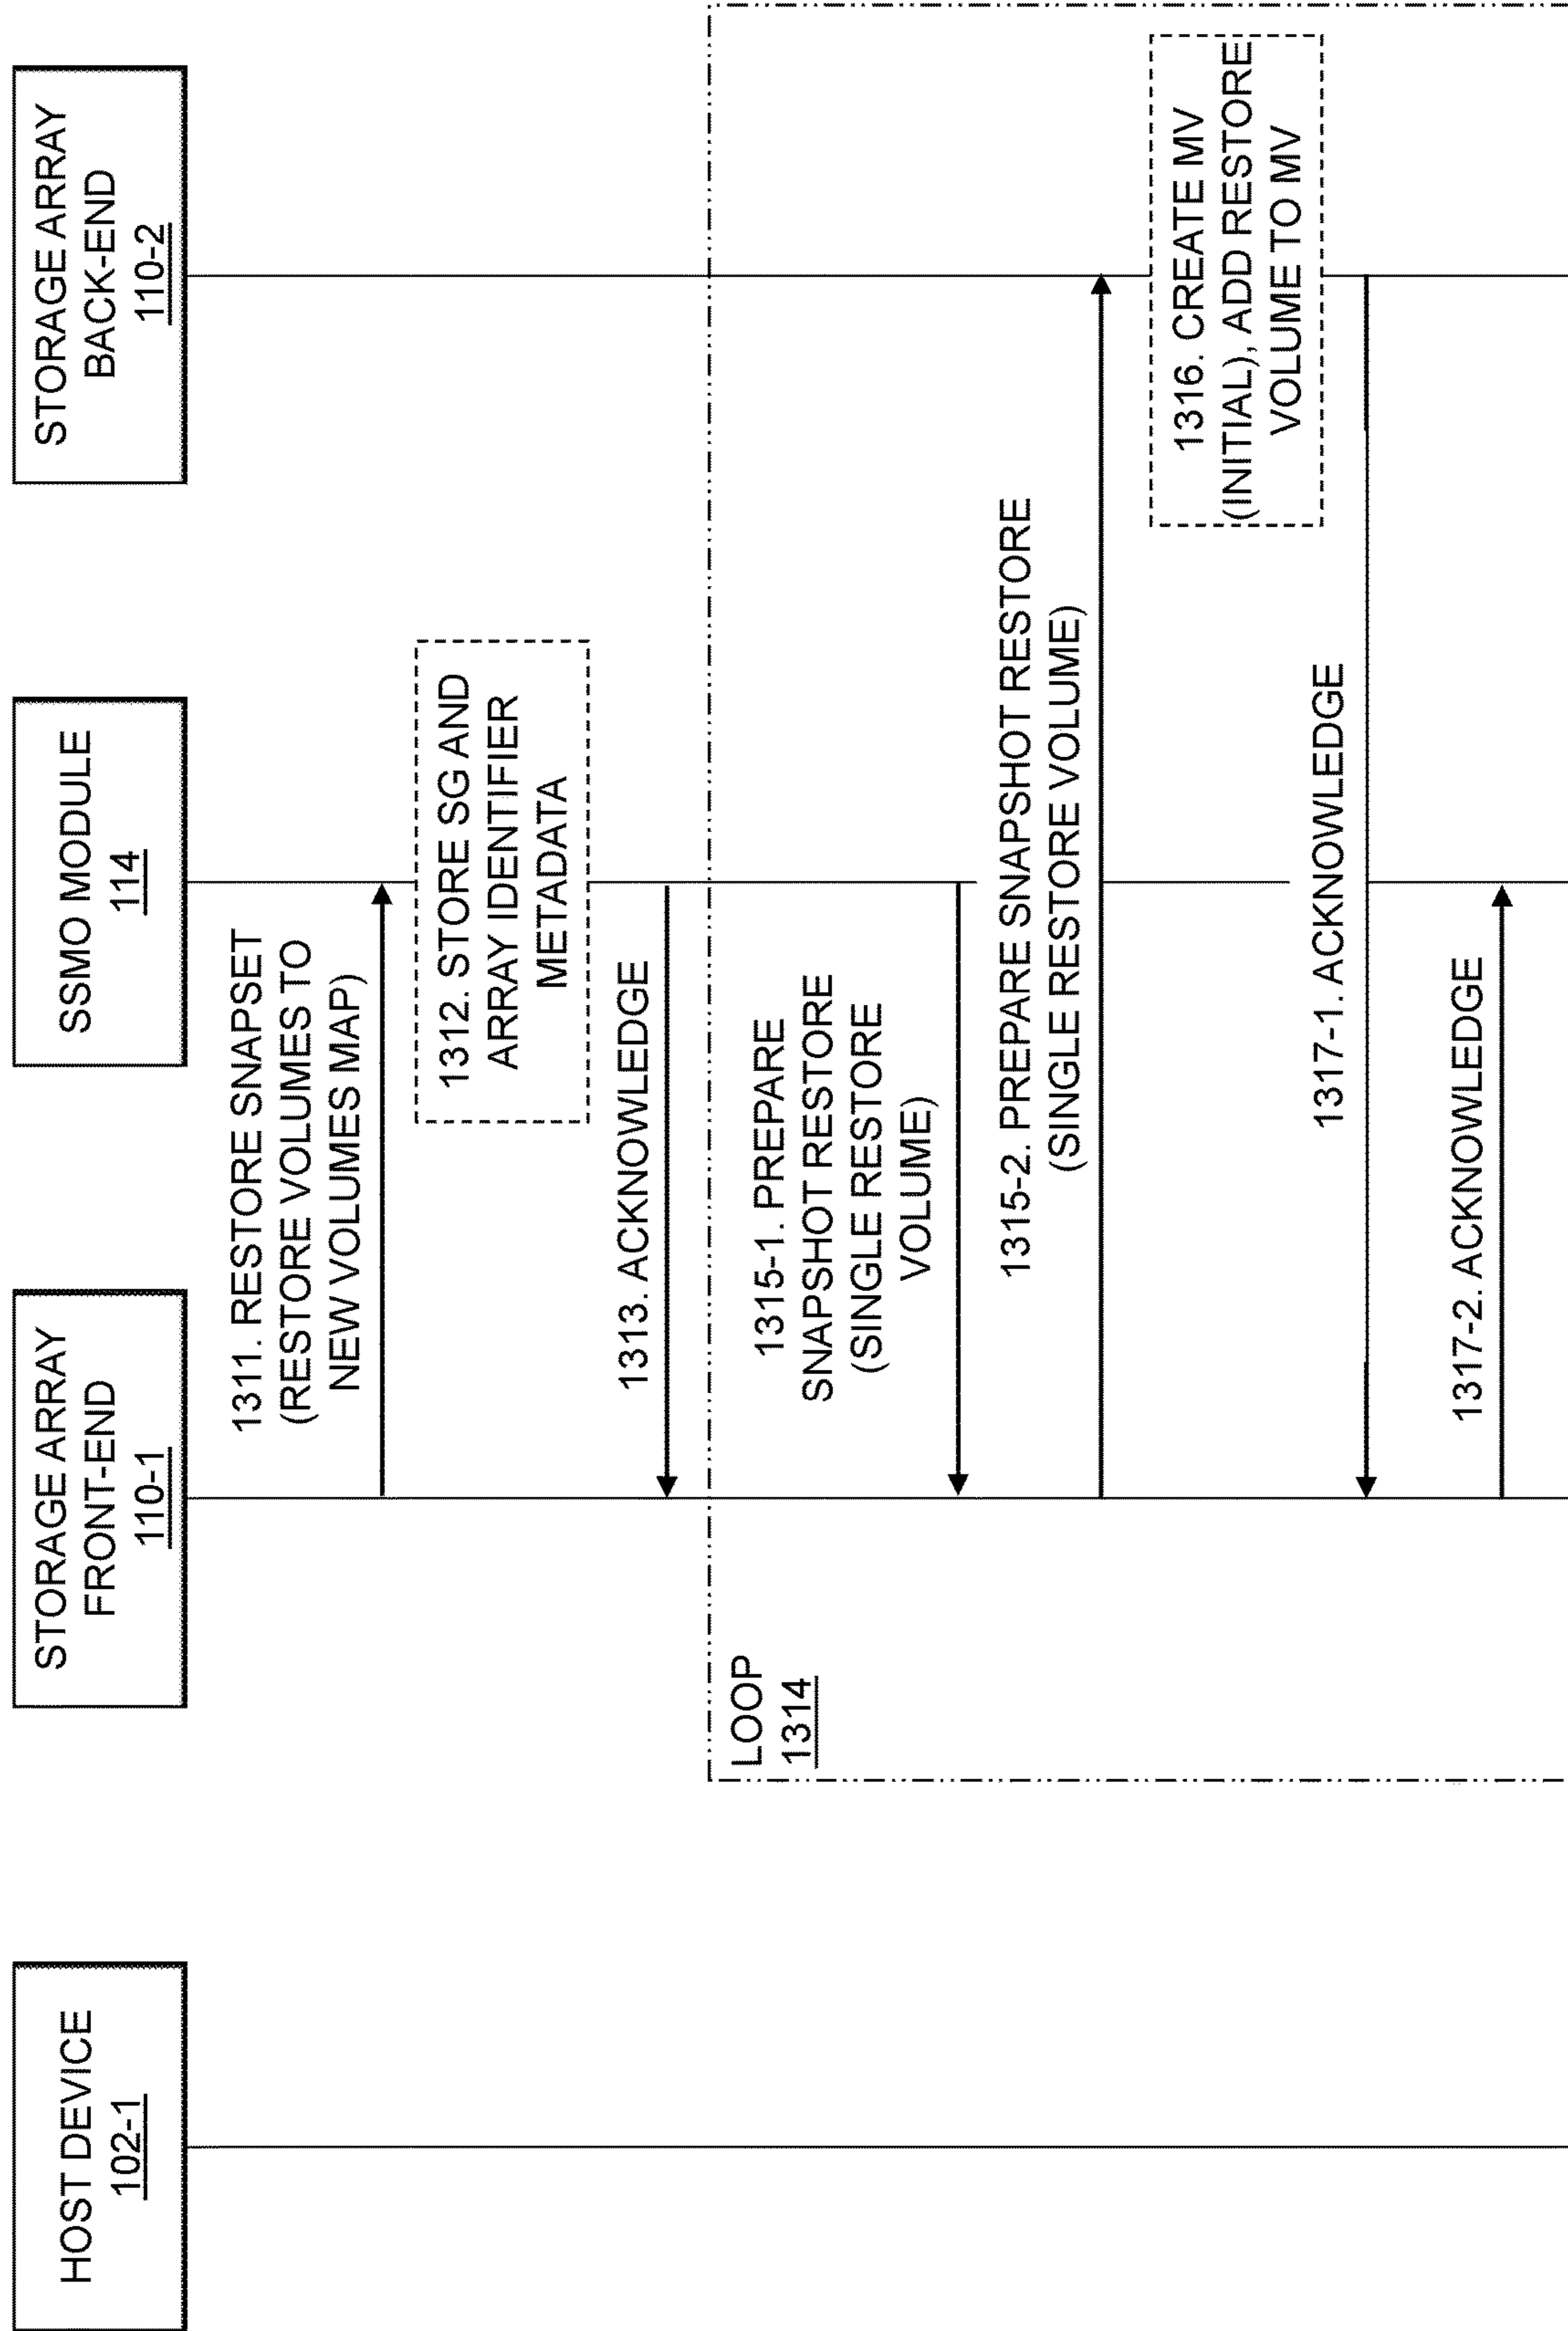 HOST DEVICE
102-1
STORAGE ARRAY
FRONT-END
110-1
SSMO MODULE
114
STORAGE ARRAY
BACK-END
110-2
1311. RESTORE SNAPSET
(RESTORE VOLUMES TO
NEW VOLUMES MAP)
1312. STORE SG AND
ARRAY IDENTIFIER
METADATA
1313. ACKNOWLEDGE
LOOP
1314
1315-1. PREPARE
SNAPSHOT RESTORE
(SINGLE RESTORE
VOLUME)
1315-2. PREPARE SNAPSHOT RESTORE
(SINGLE RESTORE VOLUME)
1316. CREATE MV
(INITIAL), ADD RESTORE
VOLUME TO MV
1317-1. ACKNOWLEDGE
1317-2. ACKNOWLEDGE